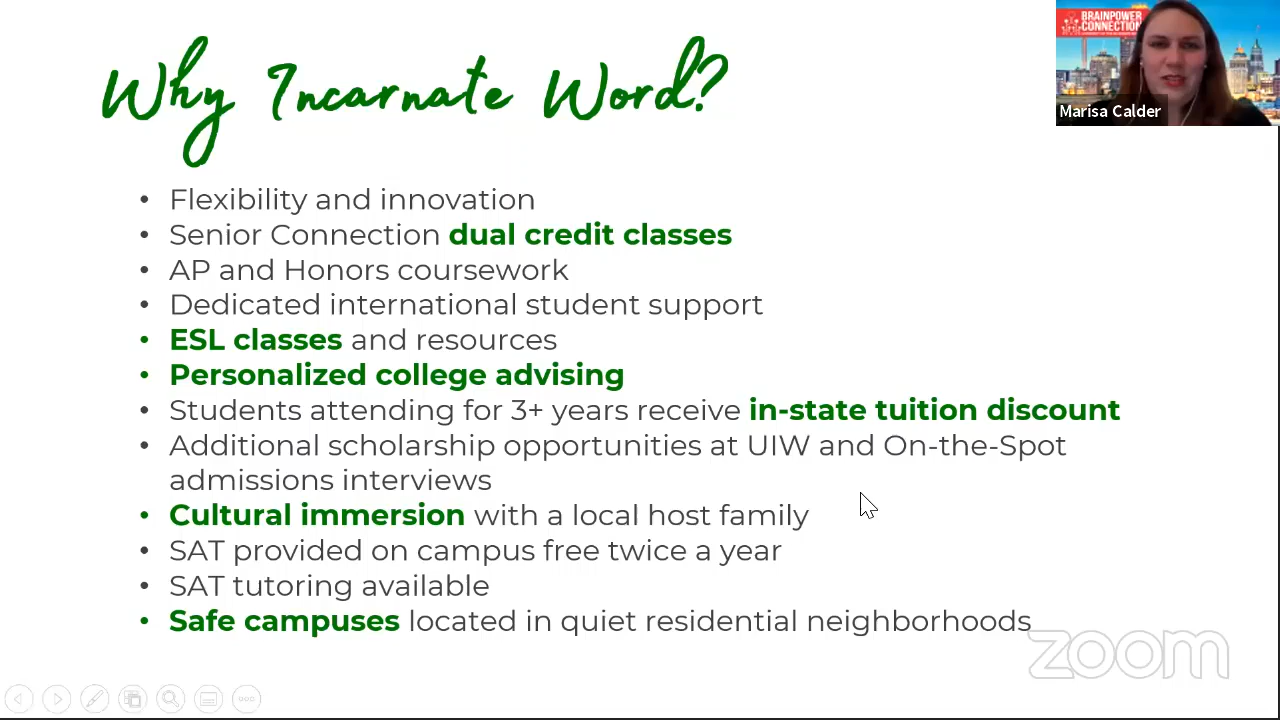 Why Incarnate Word?
BRAINPOWER
CONNECTION
Marisa Calder
• Flexibility and innovation
• Senior Connection dual credit classes
• AP and Honors coursework
• Dedicated international student support
• ESL classes and resources
• Personalized college advising
• Students attending for 3+ years receive in-state tuition discount
• Additional scholarship opportunities at UIW and On-the-Spot
admissions interviews
• Cultural immersion with a local host family
• SAT provided on campus free twice a year
• SAT tutoring available
• Safe campuses located in quiet residential neighborhoods
zoom